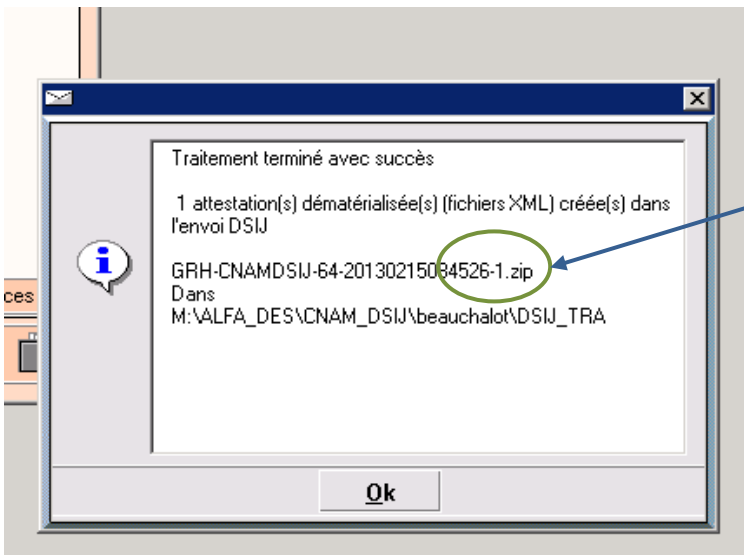 Traitement terminé avec succès
1 attestation(s) dématérialisée(s) (fichiers XML) créée(s) dans
l'envoi DSIJ
GRH-CNAMDSIJ-64-20130215084526-1.zip
Dans
M:\ALFA_DES\CNAM_DSIJ\beauchalot\DSIJ_TRA
ces
Ok